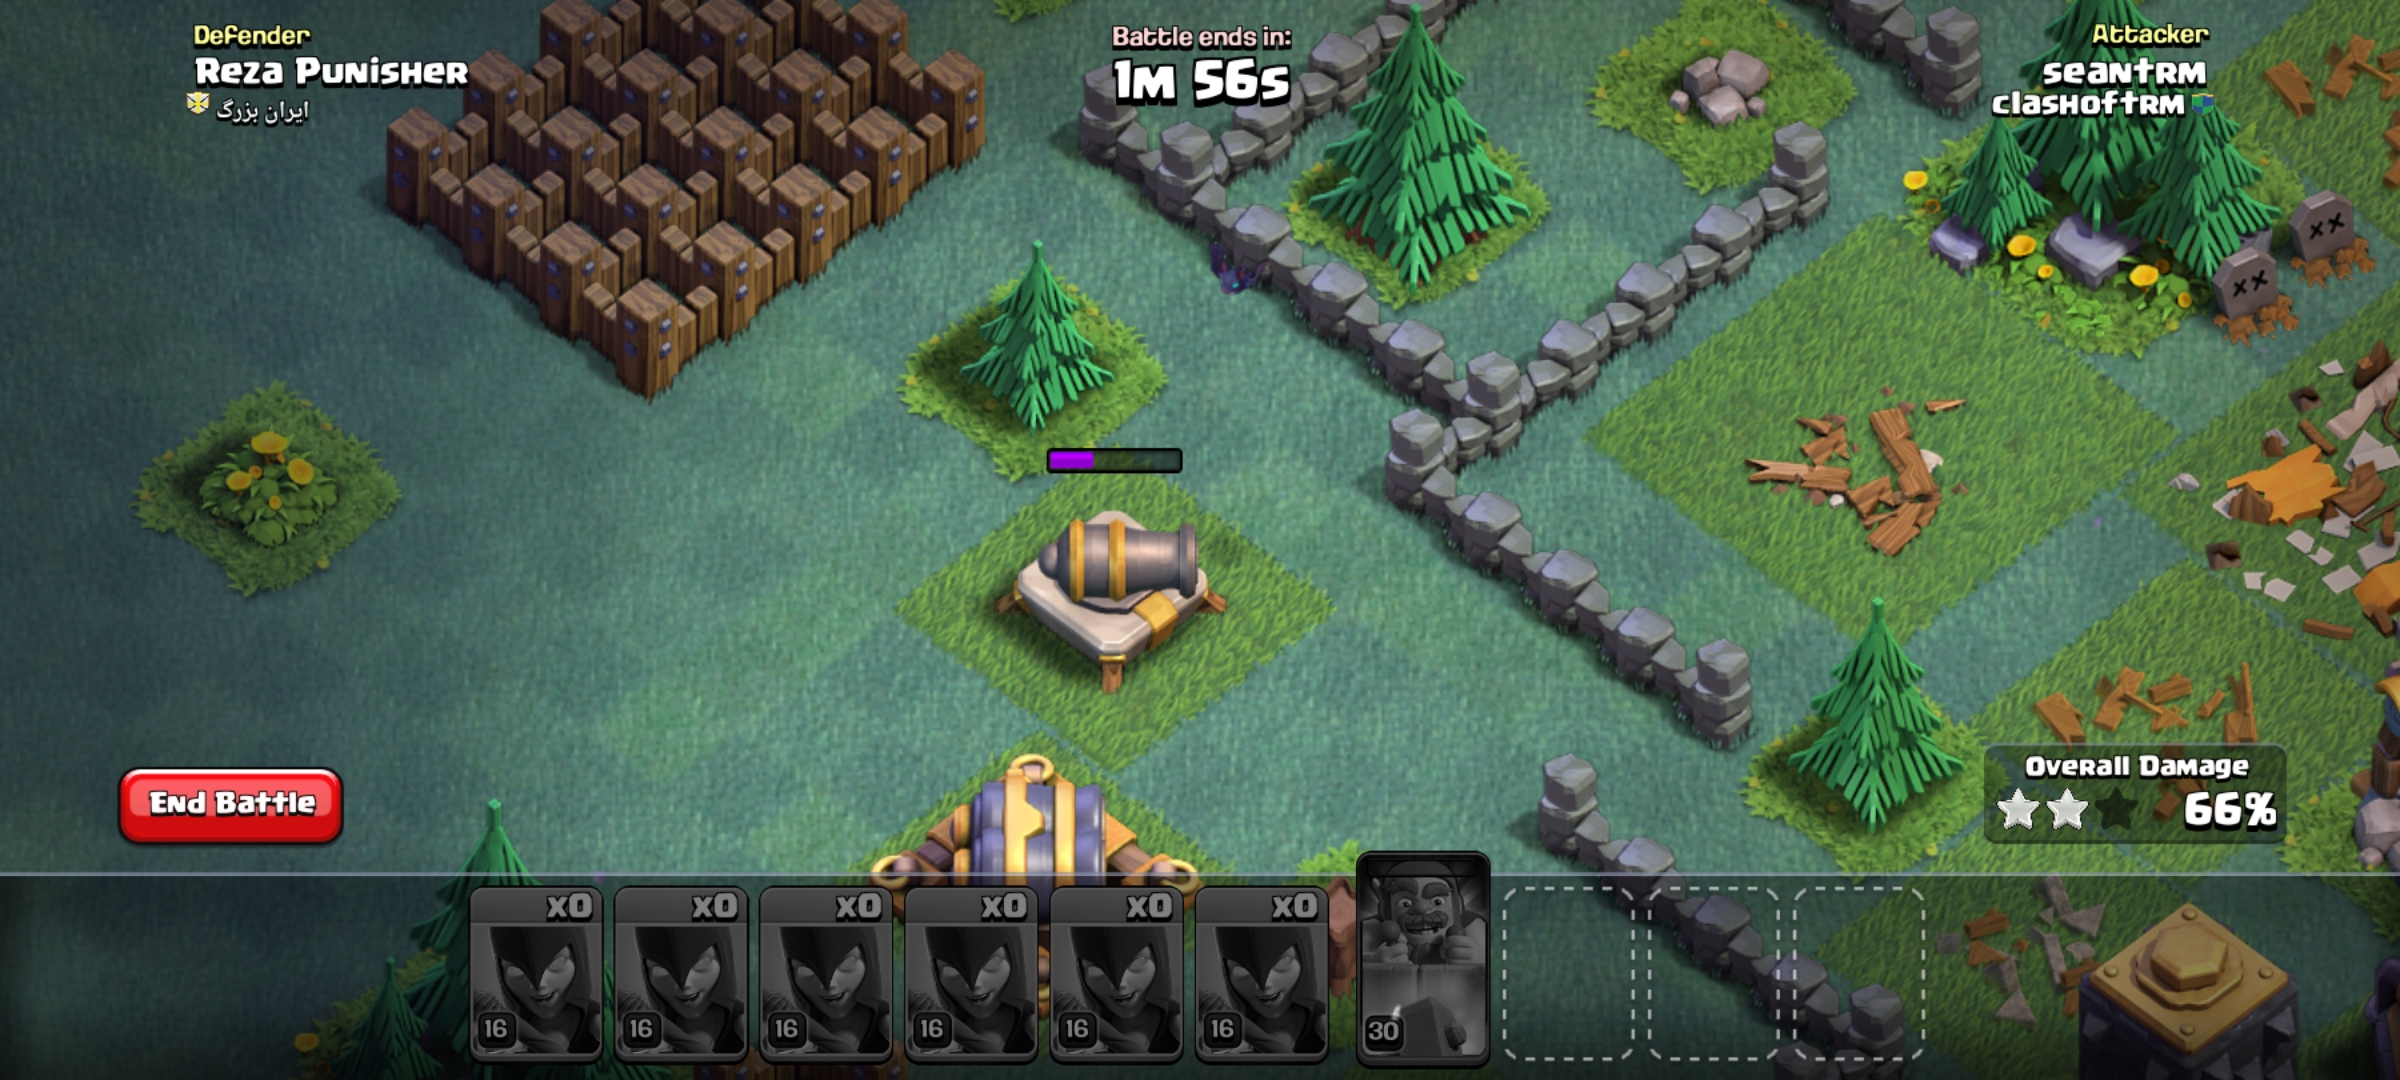 Defender
Reza Punisher
ایران بزرگ
Battle ends in:
1m 56s
Attacker
seantRM
clashoftRM
End Battle
Overall Damage
66%
x0
x0
x0
x0
x0
x0
16
16
16
16
16
16
30